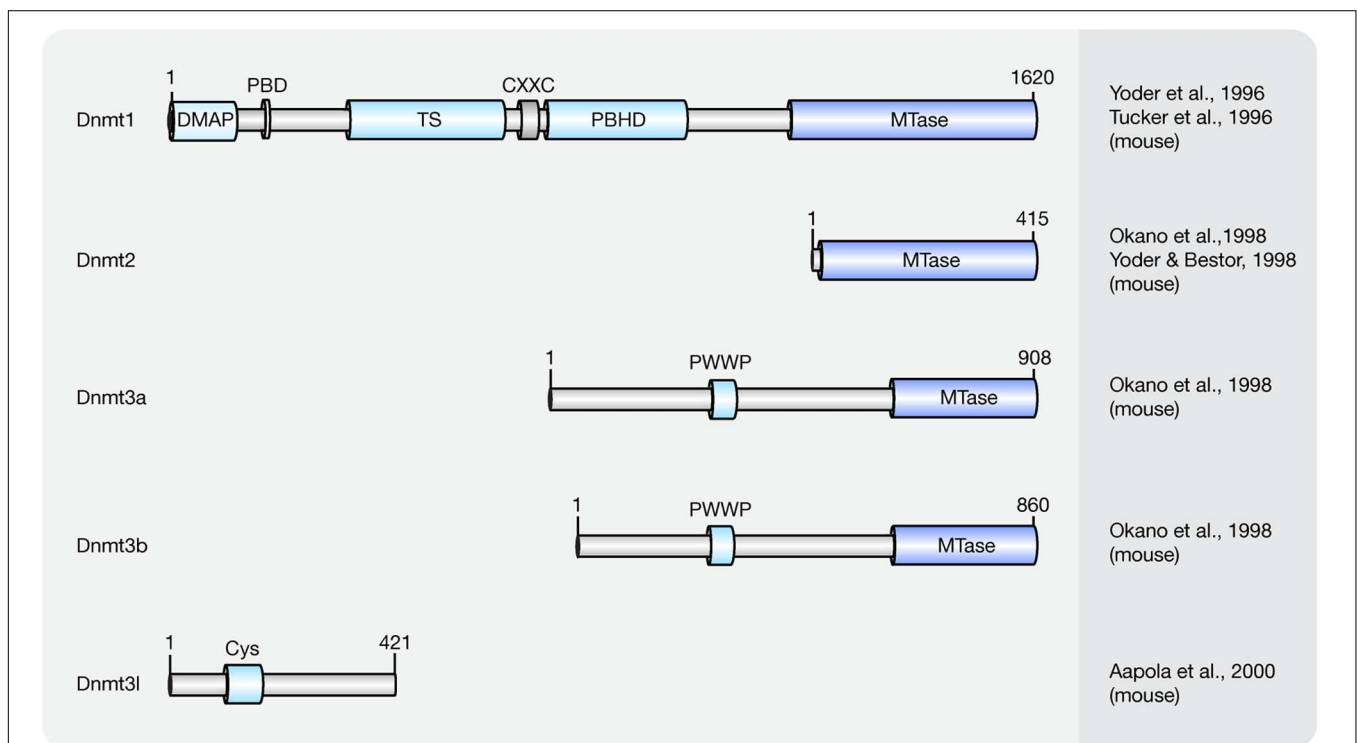 1 PBD CXXC 1620
Dnmt1 DMAP TS PBHD MTase
Yoder et al., 1996
Tucker et al., 1996
(mouse)
1 415
Dnmt2 MTase
Okano et al.,1998
Yoder & Bestor, 1998
(mouse)
1 PWWP 908
Dnmt3a MTase
Okano et al., 1998
(mouse)
1 PWWP 860
Dnmt3b MTase
Okano et al., 1998
(mouse)
1 Cys 421
Dnmt3l
Aapola et al., 2000
(mouse)